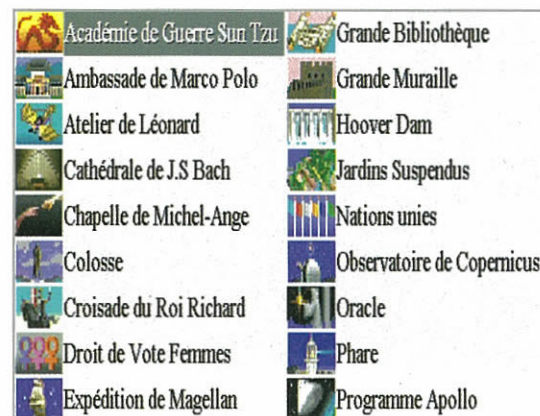 Académie de Guerre Sun Tzu
Ambassade de Marco Polo
Atelier de Léonard
Cathédrale de J.S Bach
Chapelle de Michel-Ange
Colosse
Croisade du Roi Richard
Droit de Vote Femmes
Expédition de Magellan
Grande Bibliothèque
Grande Muraille
Hoover Dam
Jardins Suspendus
Nations unies
Observatoire de Copernicus
Oracle
Phare
Programme Apollo